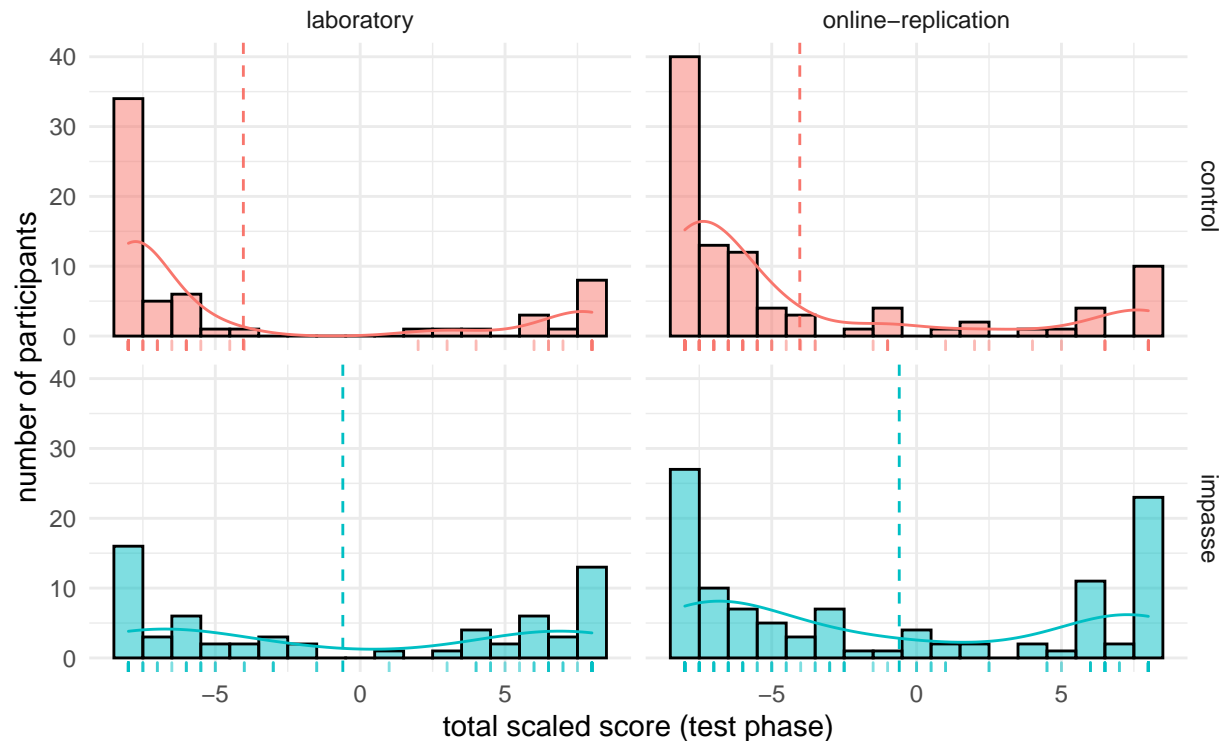 laboratory
online−replication
number of participants
40
30
20
10
0
control
40
30
20
10
0
impasse
−5
0
5
−5
0
5
total scaled score (test phase)